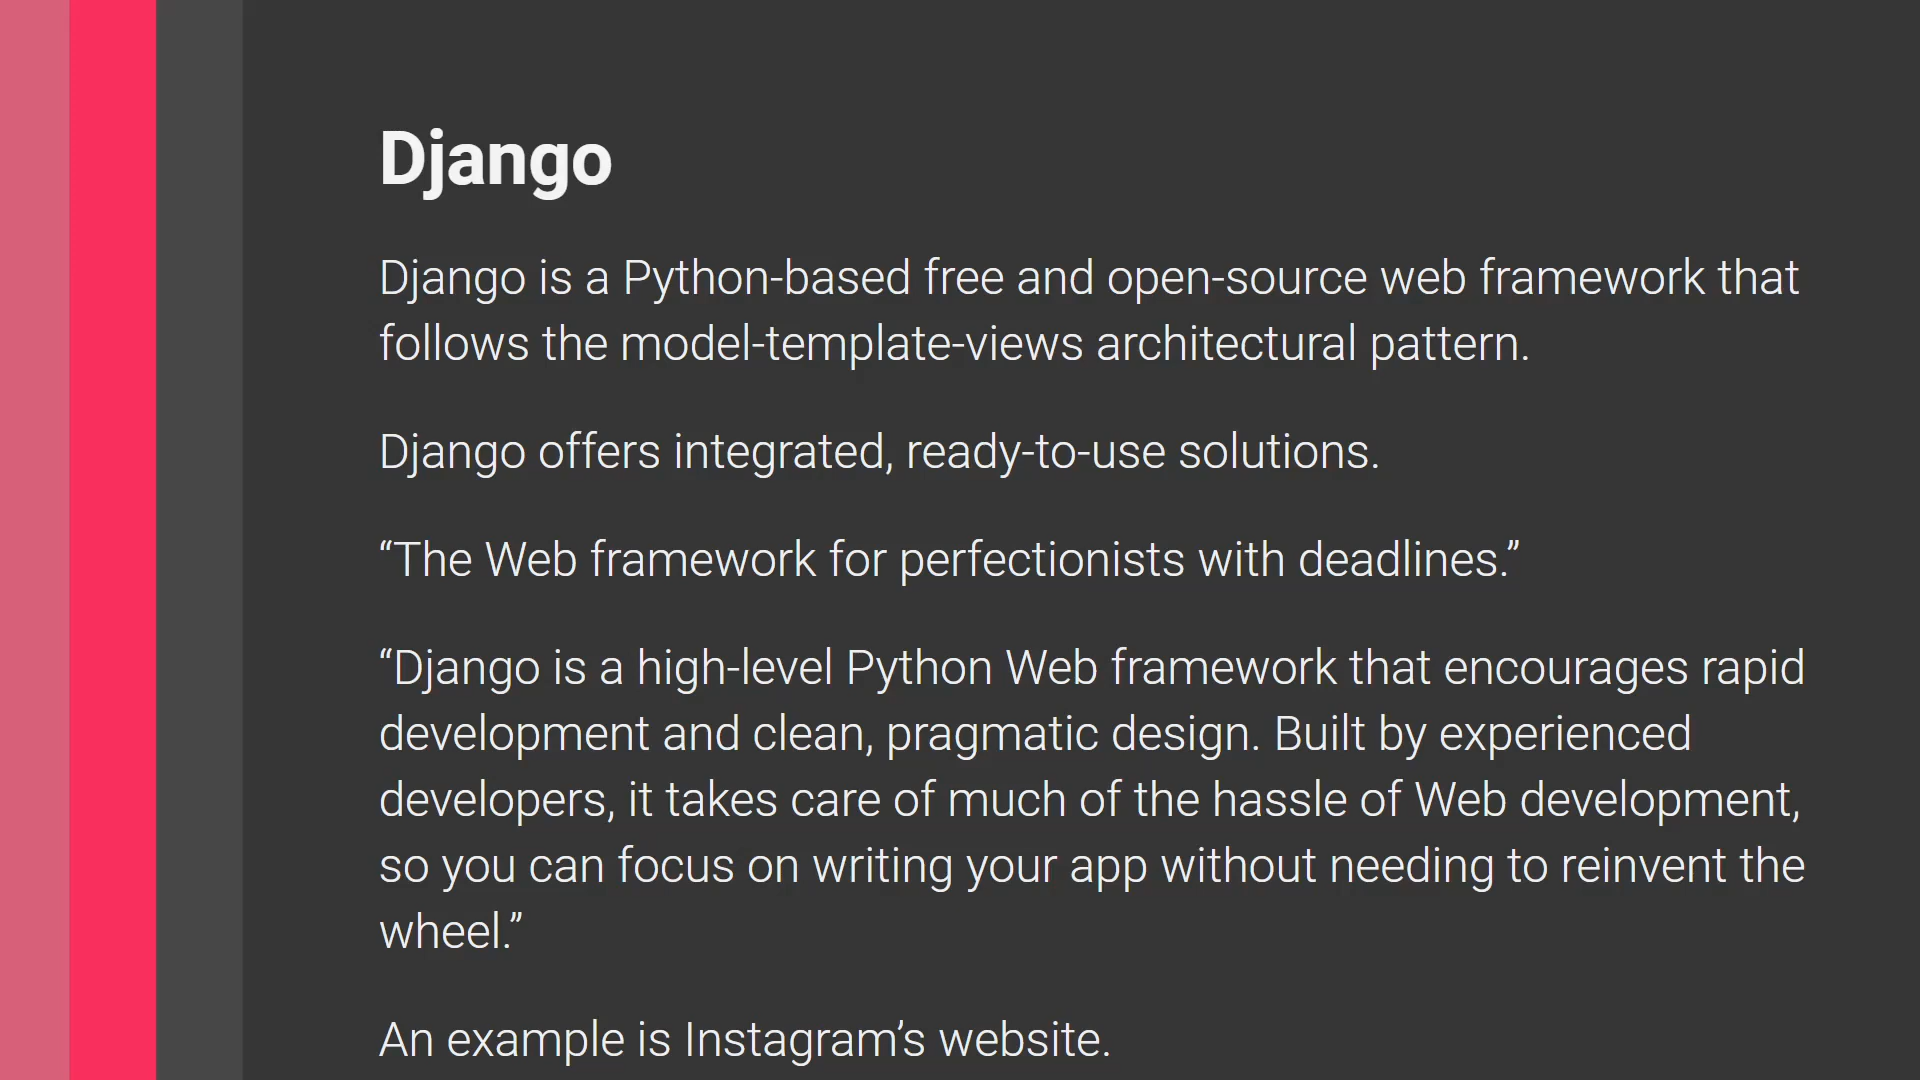 Django
Django is a Python-based free and open-source web framework that
follows the model-template-views architectural pattern.
Django offers integrated, ready-to-use solutions.
“The Web framework for perfectionists with deadlines.”
“Django is a high-level Python Web framework that encourages rapid
development and clean, pragmatic design. Built by experienced
developers, it takes care of much of the hassle of Web development,
so you can focus on writing your app without needing to reinvent the
wheel.”
An example is Instagram’s website.